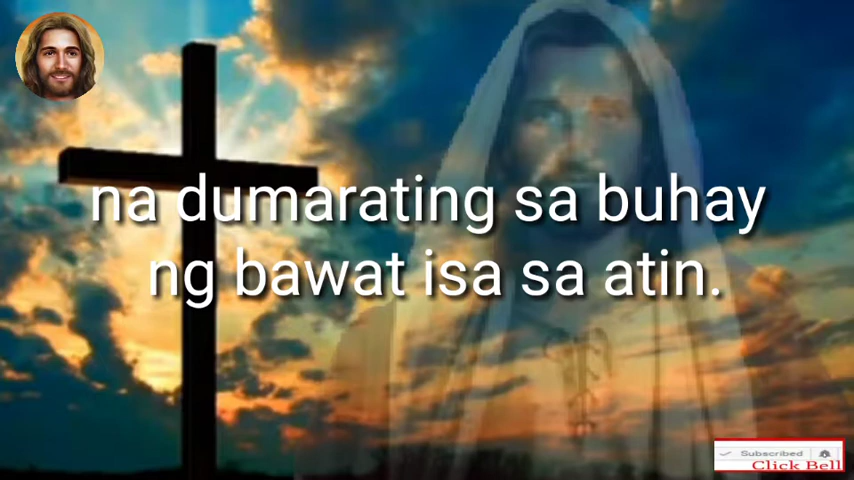 na dumarating sa buhay
ng bawat isa sa atin.
Subscribed
Click Bell